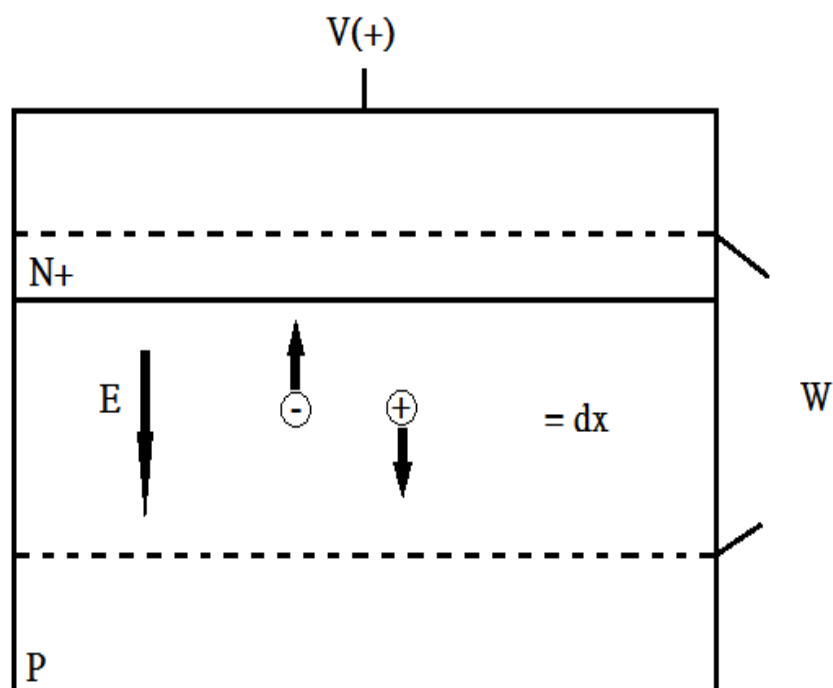 V(+)
N+
E
-
+
= dx
W
P